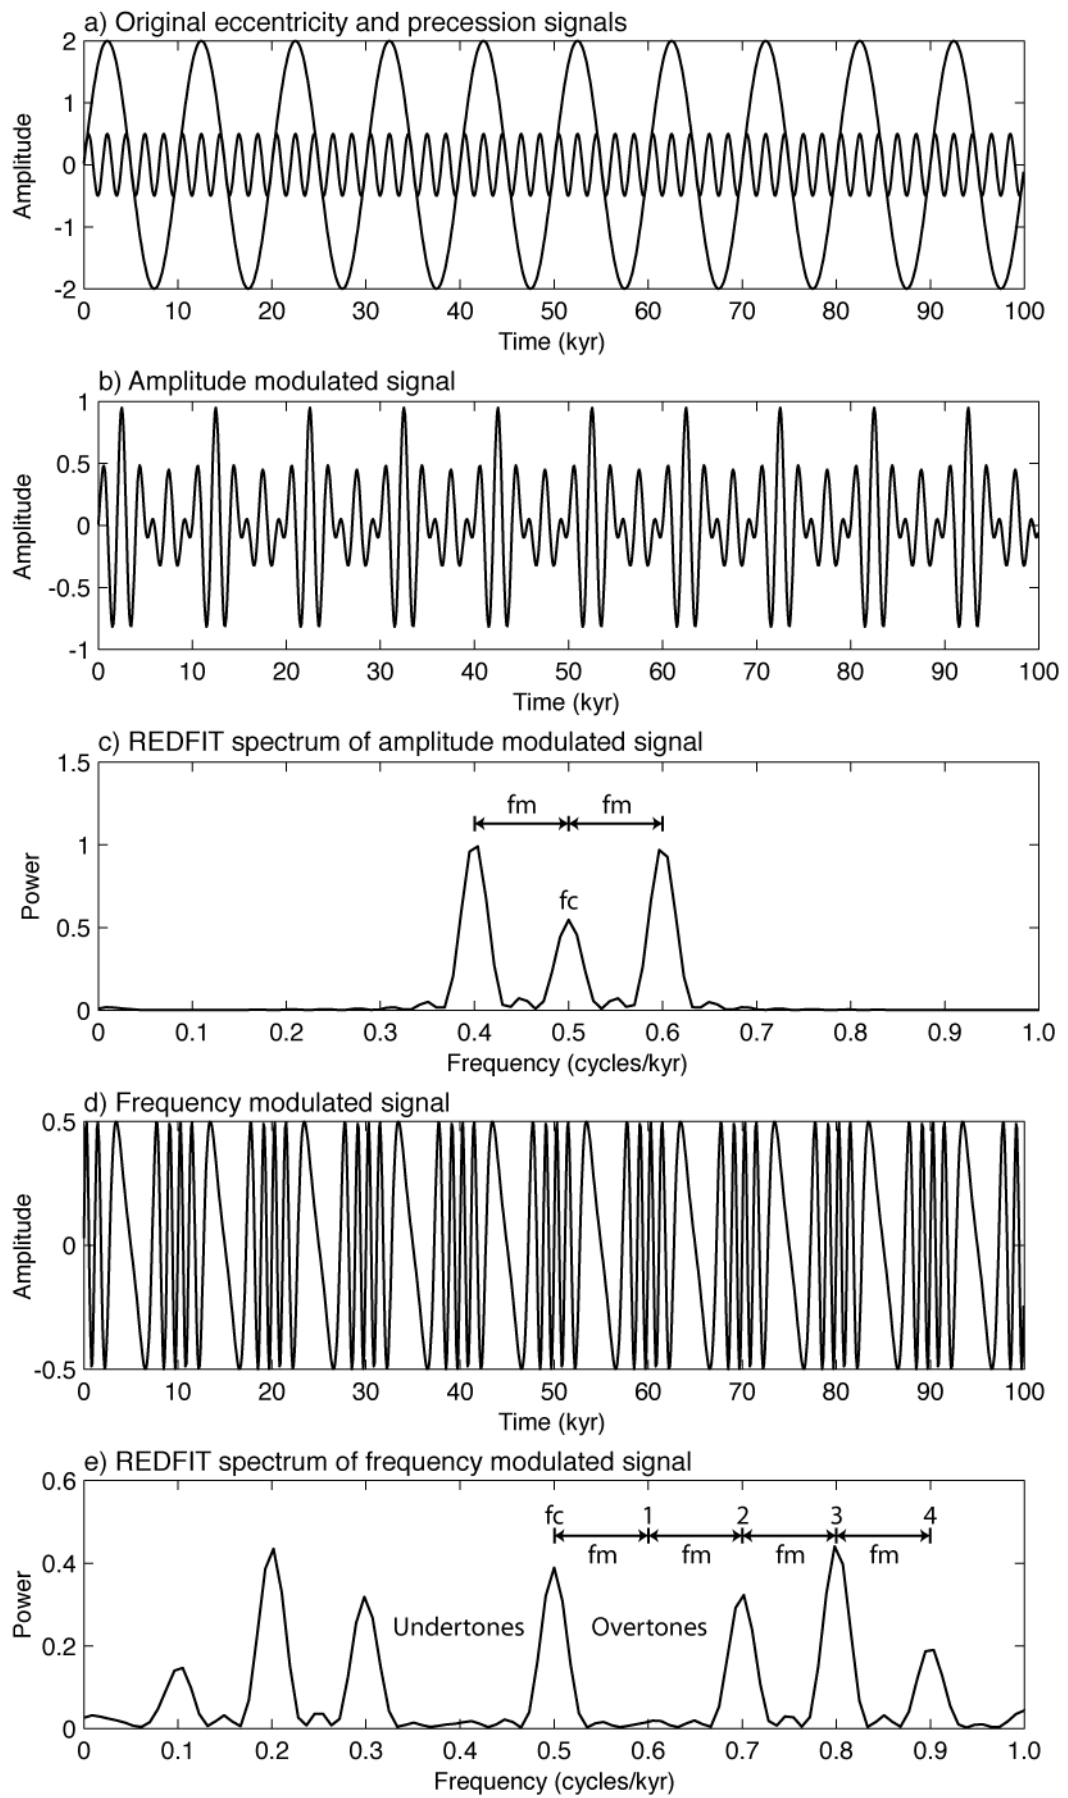 a) Original eccentricity and precession signals
2
1
0
-1
-2
Amplitude
0 10 20 30 40 50 60 70 80 90 100
Time (kyr)
b) Amplitude modulated signal
1
0.5
0
-0.5
-1
Amplitude
0 10 20 30 40 50 60 70 80 90 100
Time (kyr)
c) REDFIT spectrum of amplitude modulated signal
1.5
1
0.5
0
Power
fm fm
fc
0 0.1 0.2 0.3 0.4 0.5 0.6 0.7 0.8 0.9 1.0
Frequency (cycles/kyr)
d) Frequency modulated signal
0.5
0
-0.5
Amplitude
0 10 20 30 40 50 60 70 80 90 100
Time (kyr)
e) REDFIT spectrum of frequency modulated signal
0.6
0.4
0.2
0
Power
fc 1 2 3 4
fm fm fm fm
Undertones Overtones
0 0.1 0.2 0.3 0.4 0.5 0.6 0.7 0.8 0.9 1.0
Frequency (cycles/kyr)